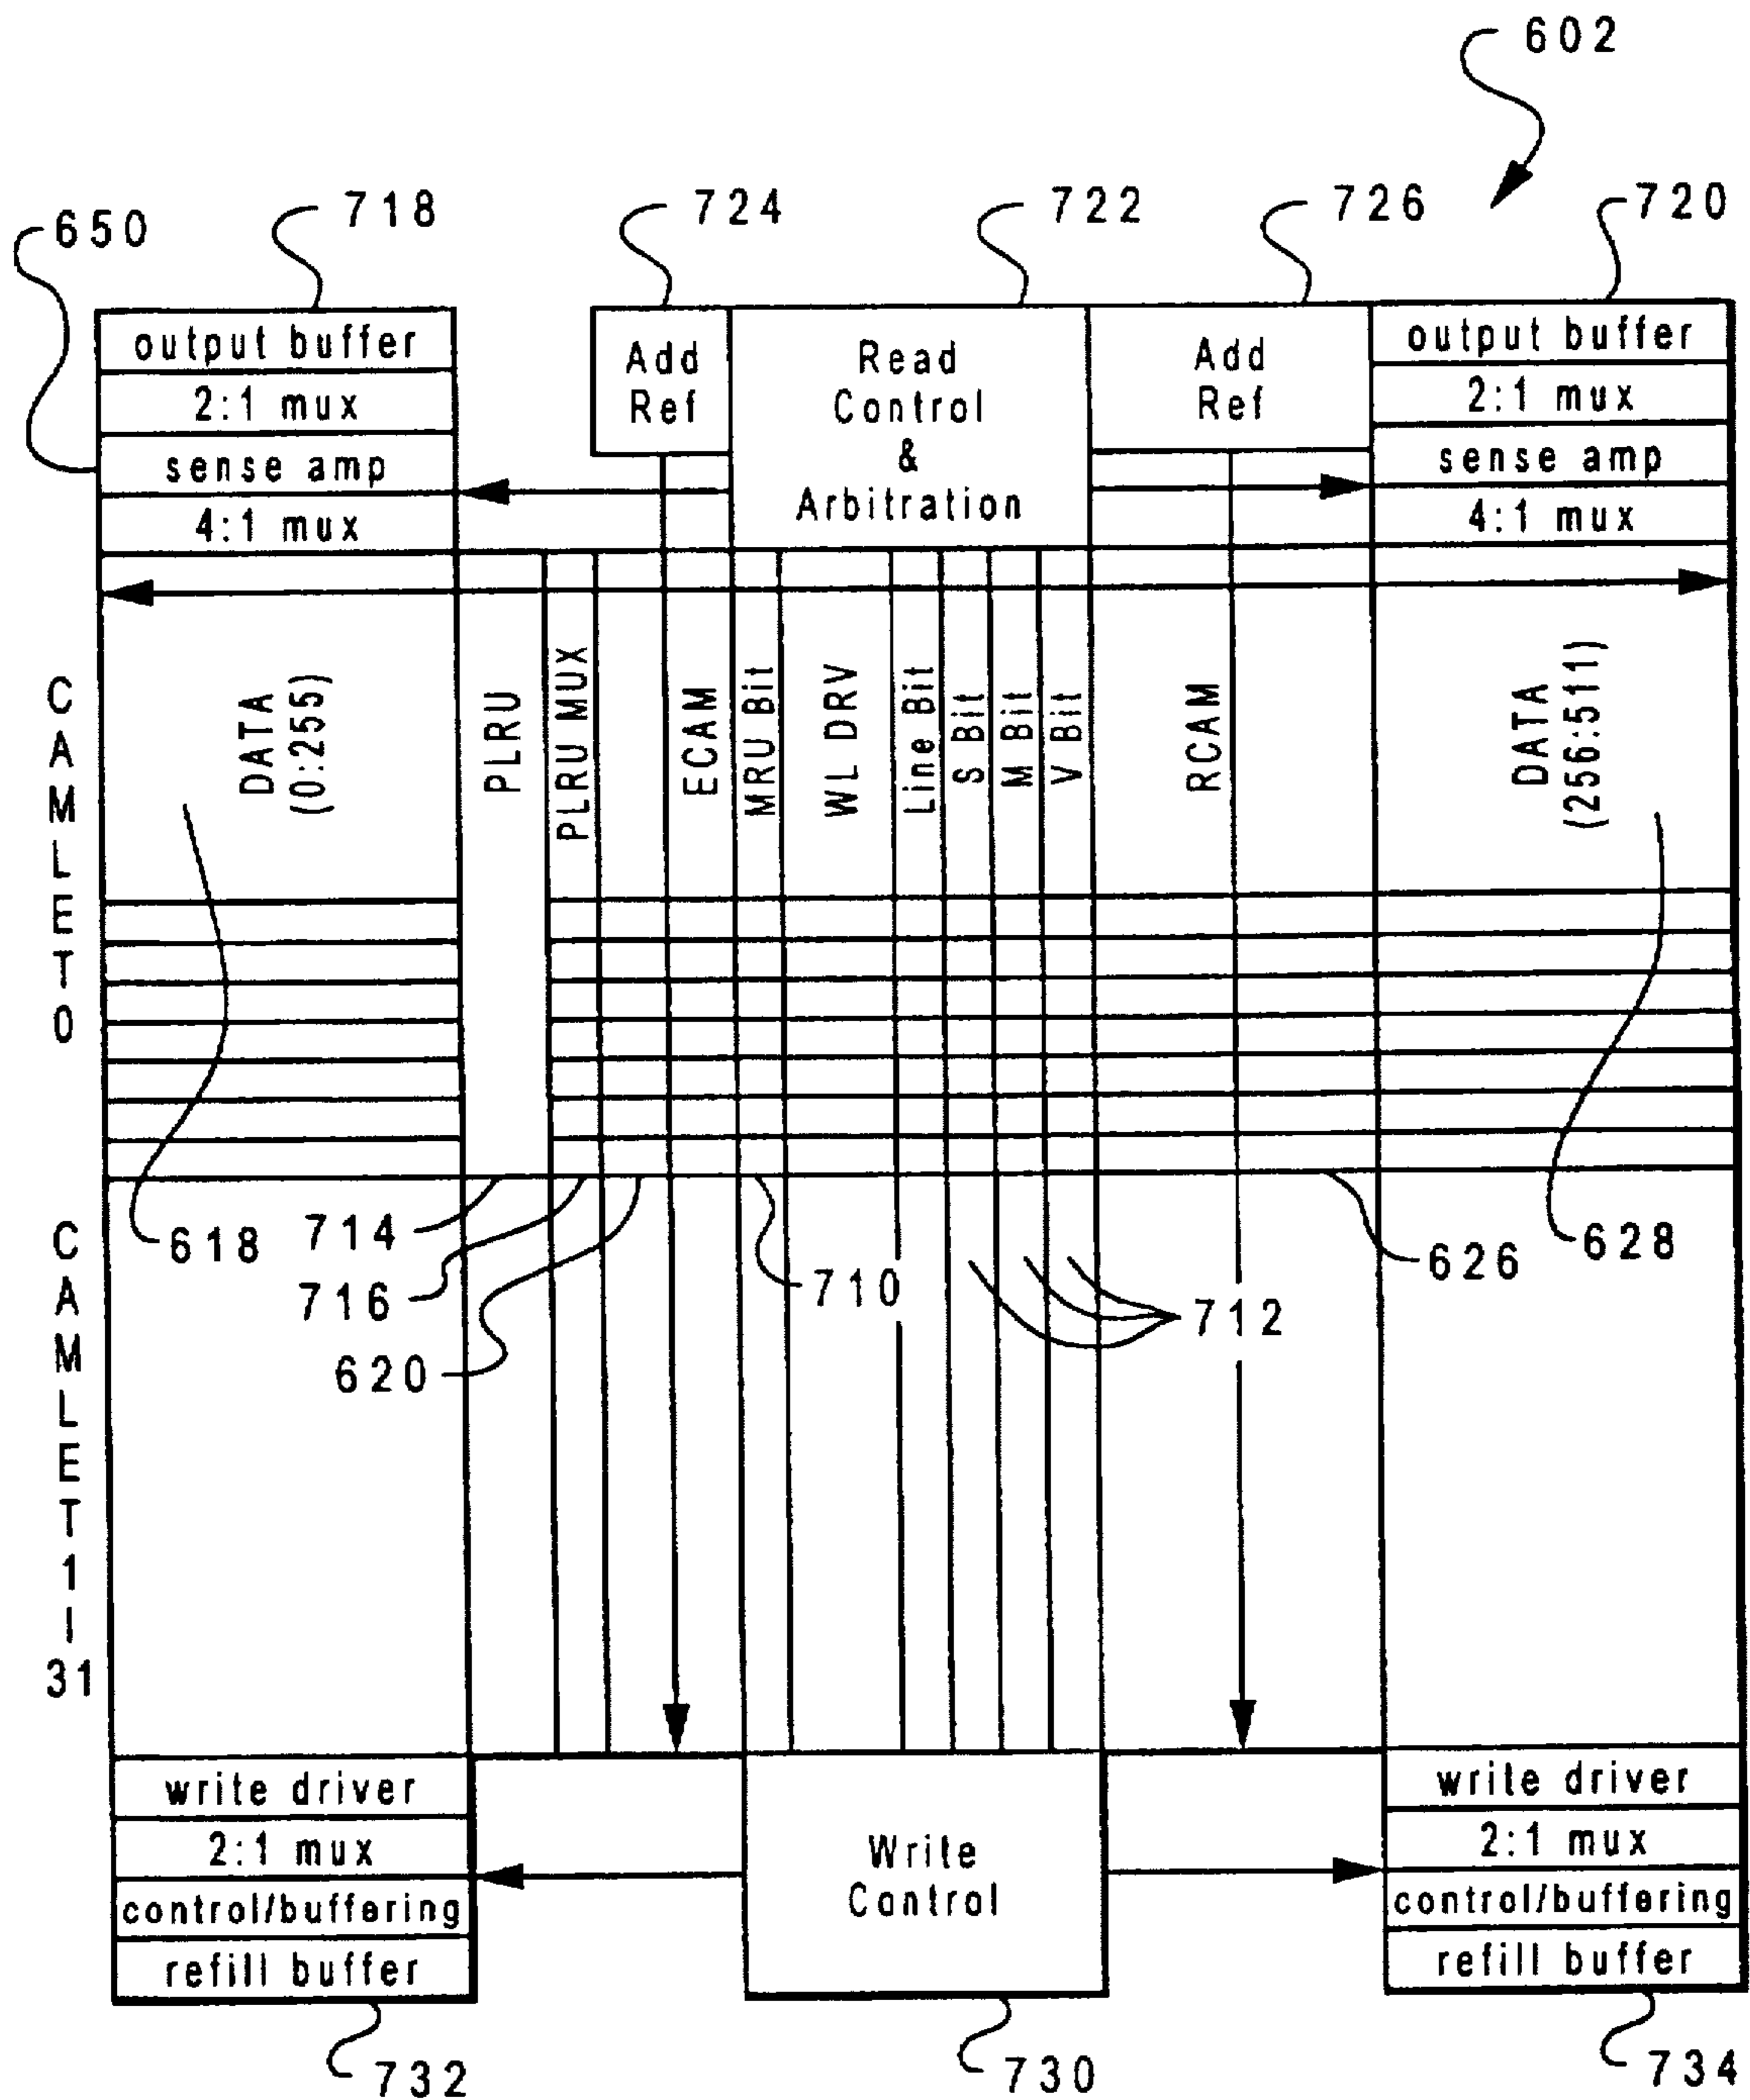 602
650
718
724
722
726
720
output buffer
2:1 mux
sense amp
4:1 mux
Add
Ref
Read
Control
&
Arbitration
Add
Ref
output buffer
2:1 mux
sense amp
4:1 mux
CAMLET 0
DATA
(0:255)
PLRU
PLRU MUX
ECAM
MRU Bit
WL DRV
Line Bit
S Bit
M Bit
V Bit
RCAM
DATA
(256:511)
618
714
716
620
710
712
626
628
CAMLET 1 | 31
write driver
2:1 mux
control/buffering
refill buffer
Write
Control
write driver
2:1 mux
control/buffering
refill buffer
732
730
734